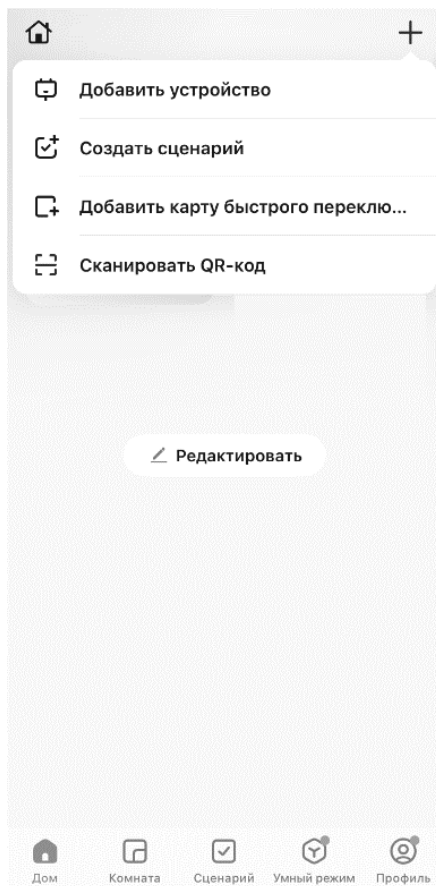 Добавить устройство
Создать сценарий
Добавить карту быстрого переклю...
Сканировать QR-код
Редактировать
Дом Комната Сценарий Умный режим Профиль